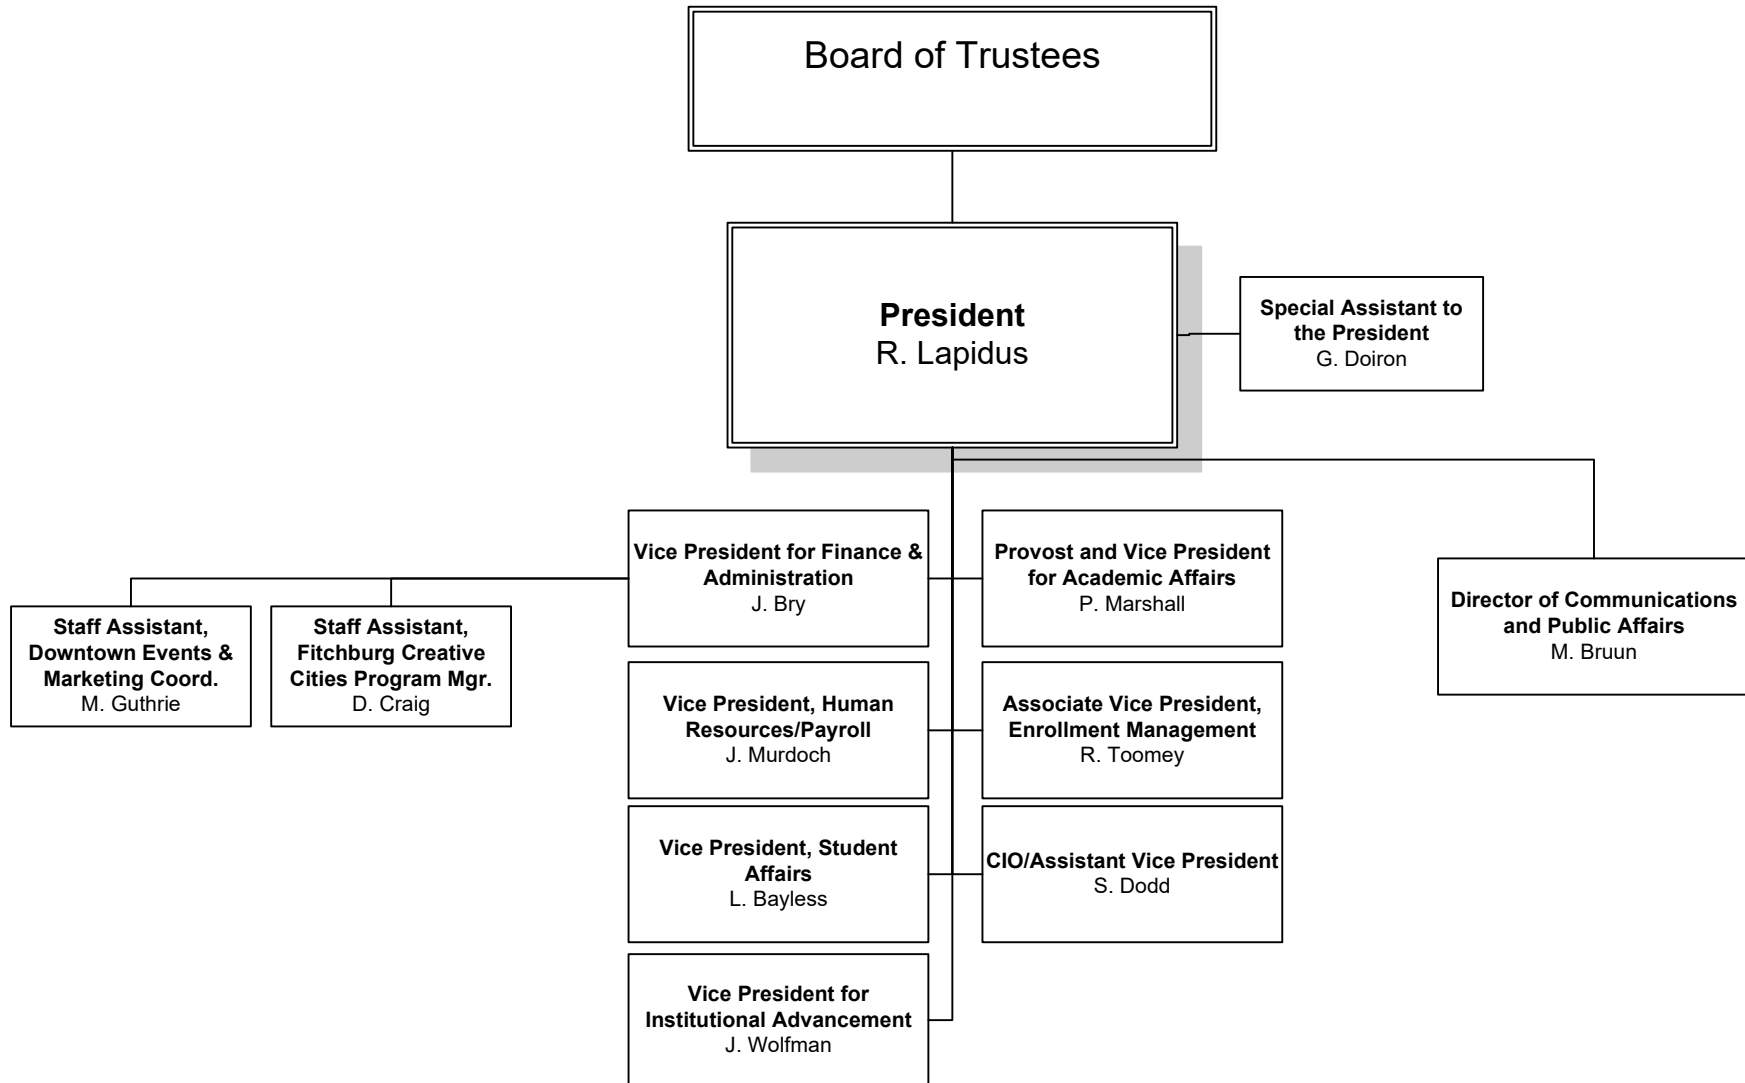 Board of Trustees
President
R. Lapidus
Special Assistant to
the President
G. Doiron
Vice President for Finance &
Administration
J. Bry
Provost and Vice President
for Academic Affairs
P. Marshall
Director of Communications
and Public Affairs
M. Bruun
Staff Assistant,
Downtown Events &
Marketing Coord.
M. Guthrie
Staff Assistant,
Fitchburg Creative
Cities Program Mgr.
D. Craig
Vice President, Human
Resources/Payroll
J. Murdoch
Associate Vice President,
Enrollment Management
R. Toomey
Vice President, Student
Affairs
L. Bayless
CIO/Assistant Vice President
S. Dodd
Vice President for
Institutional Advancement
J. Wolfman